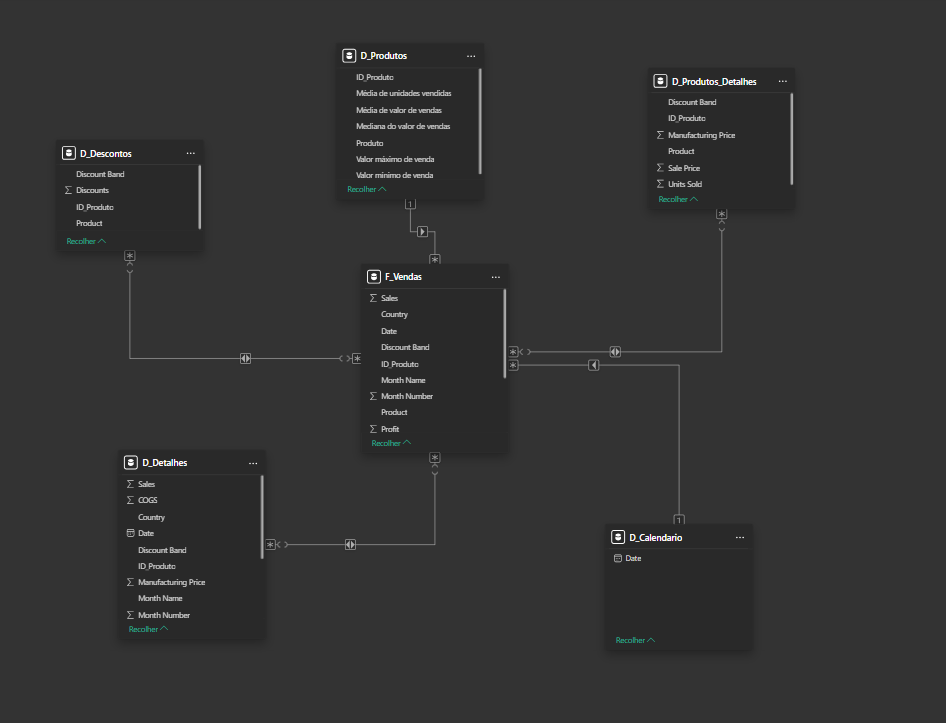 D_Produtos
ID_Produto
Média de unidades vendidas
Média de valor de vendas
Mediana do valor de vendas
Produto
Valor máximo de venda
Valor mínimo de venda
Recolher
D_Produtos_Detalhes
Discount Band
ID_Produto
Manufacturing Price
Product
Sale Price
Units Sold
Recolher
D_Descontos
Discount Band
Discounts
ID_Produto
Product
Recolher
F_Vendas
Sales
Country
Date
Discount Band
ID_Produto
Month Name
Month Number
Product
Profit
Recolher
D_Detalhes
Sales
COGS
Country
Date
Discount Band
ID_Produto
Manufacturing Price
Month Name
Month Number
Recolher
D_Calendario
Date
Recolher
1
*
*
*
*
*
*
*
*
1